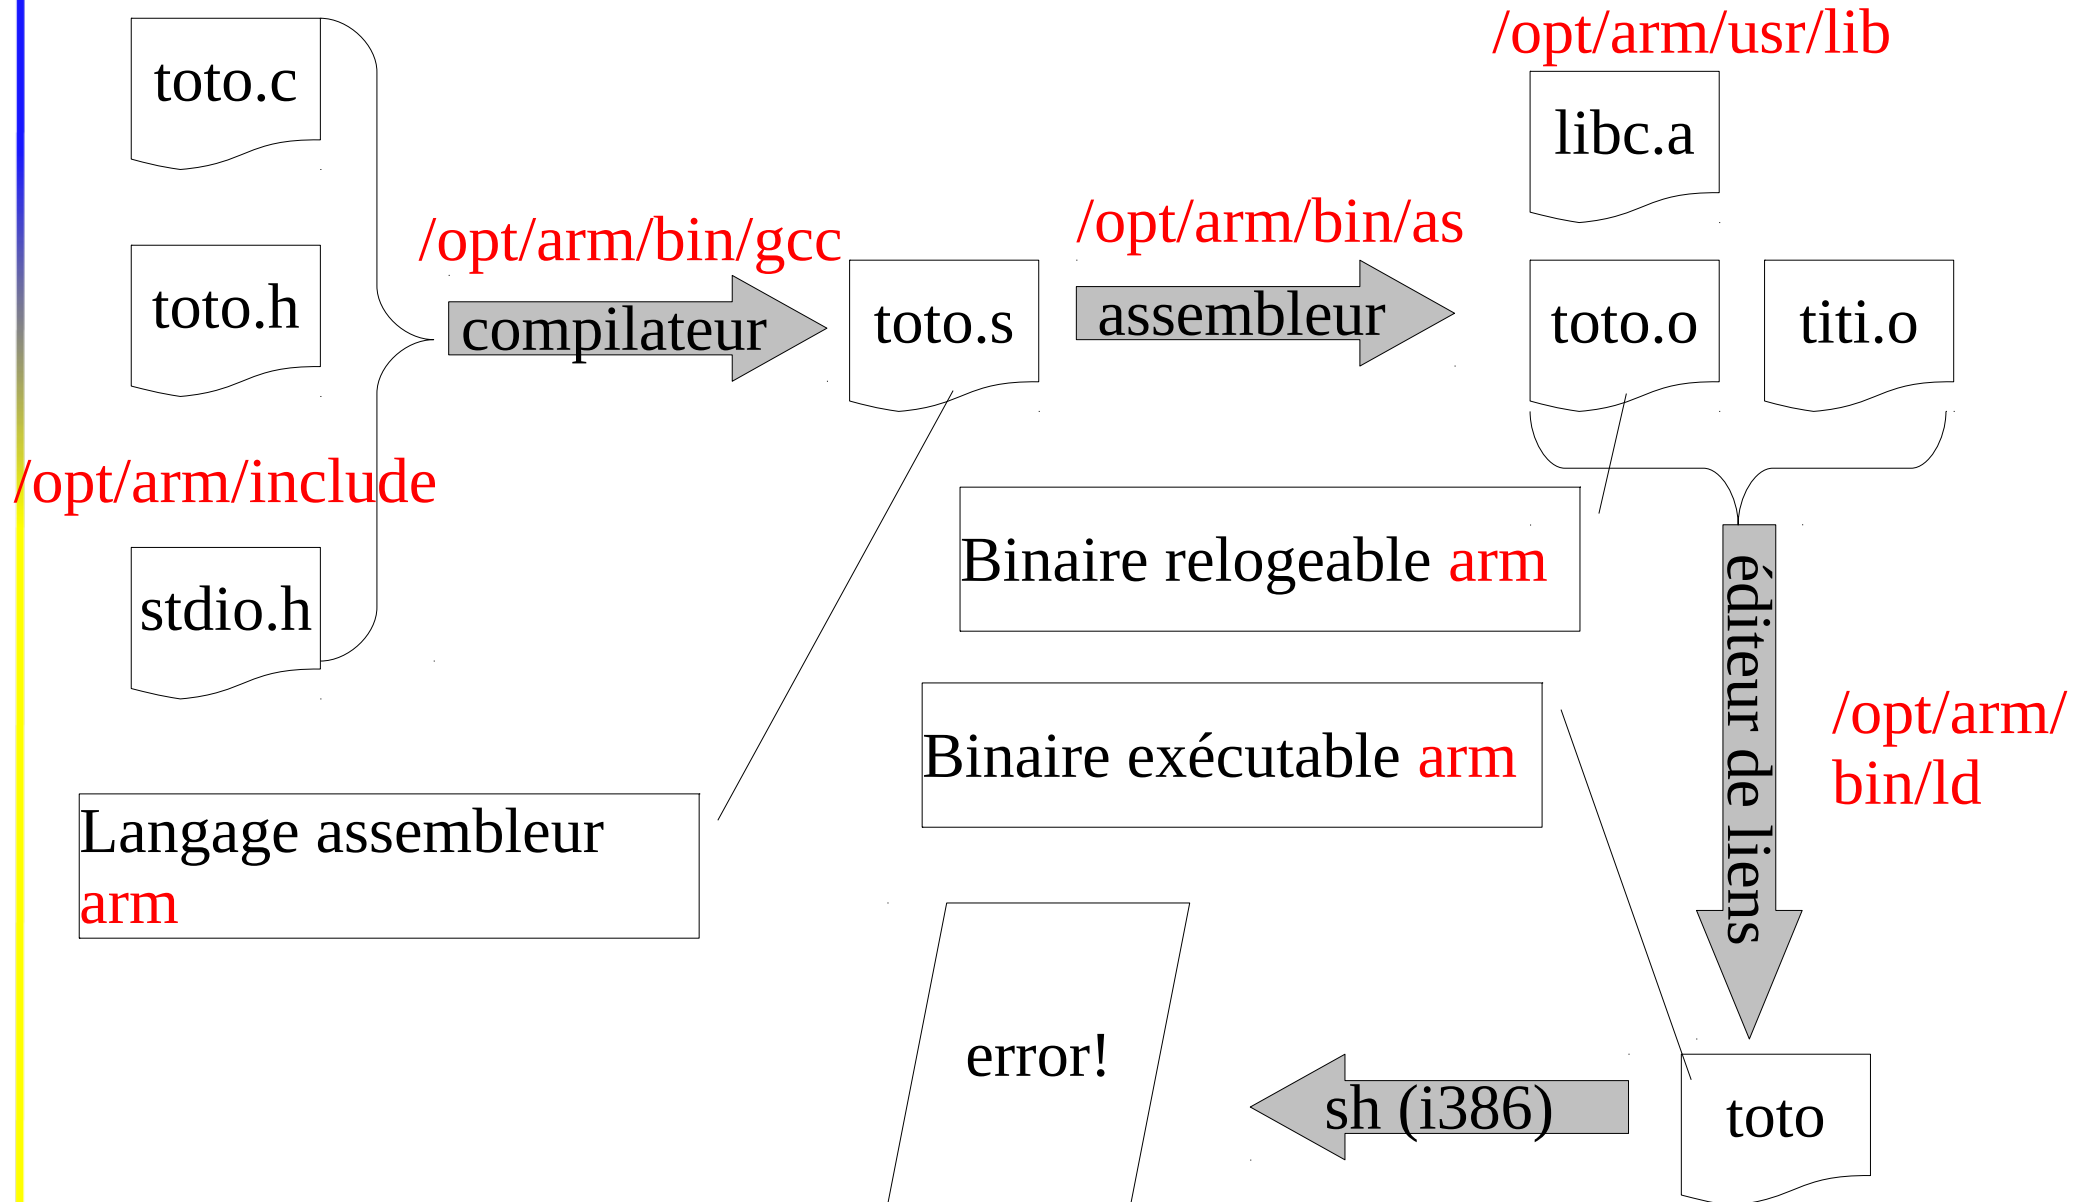 toto.c
toto.h
/opt/arm/include
stdio.h
/opt/arm/bin/gcc
compilateur
toto.s
/opt/arm/bin/as
assembleur
/opt/arm/usr/lib
libc.a
toto.o
titi.o
Binaire relogeable arm
Binaire exécutable arm
Langage assembleur
arm
éditeur de liens
/opt/arm/
bin/ld
toto
sh (i386)
error!